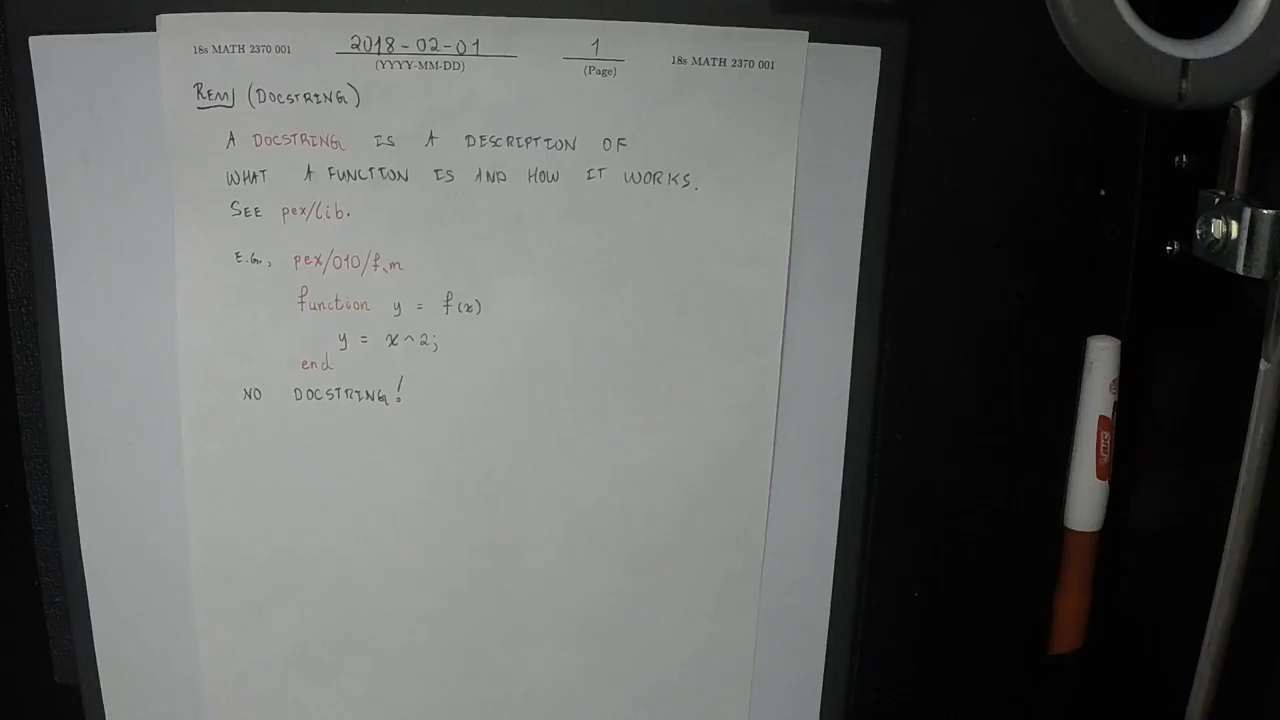 18s MATH 2370 001 2018-02-01 1 18s MATH 2370 001
(YYYY-MM-DD) (Page)
REM (DOCSTRING)
A DOCSTRING IS A DESCRIPTION OF
WHAT A FUNCTION IS AND HOW IT WORKS.
SEE pex/lib.
E.G., pex/010/f.m
function y = f(x)
y = x^2;
end
NO DOCSTRING!
BIC